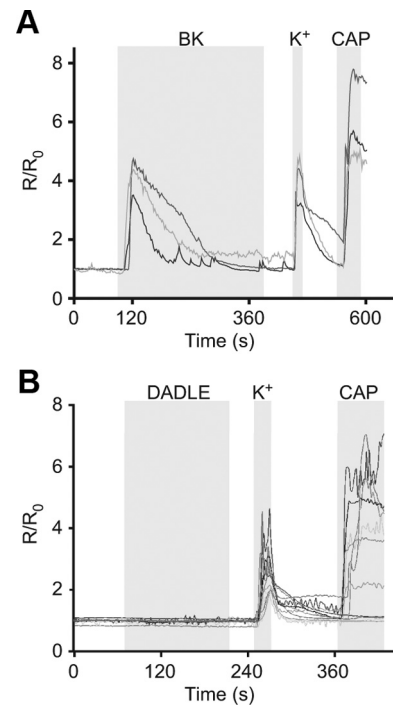 A
BK K⁺ CAP
8
6
4
2
0
R/R₀
0 120 360 600
Time (s)
B
DADLE K⁺ CAP
8
6
4
2
0
R/R₀
0 120 240 360
Time (s)